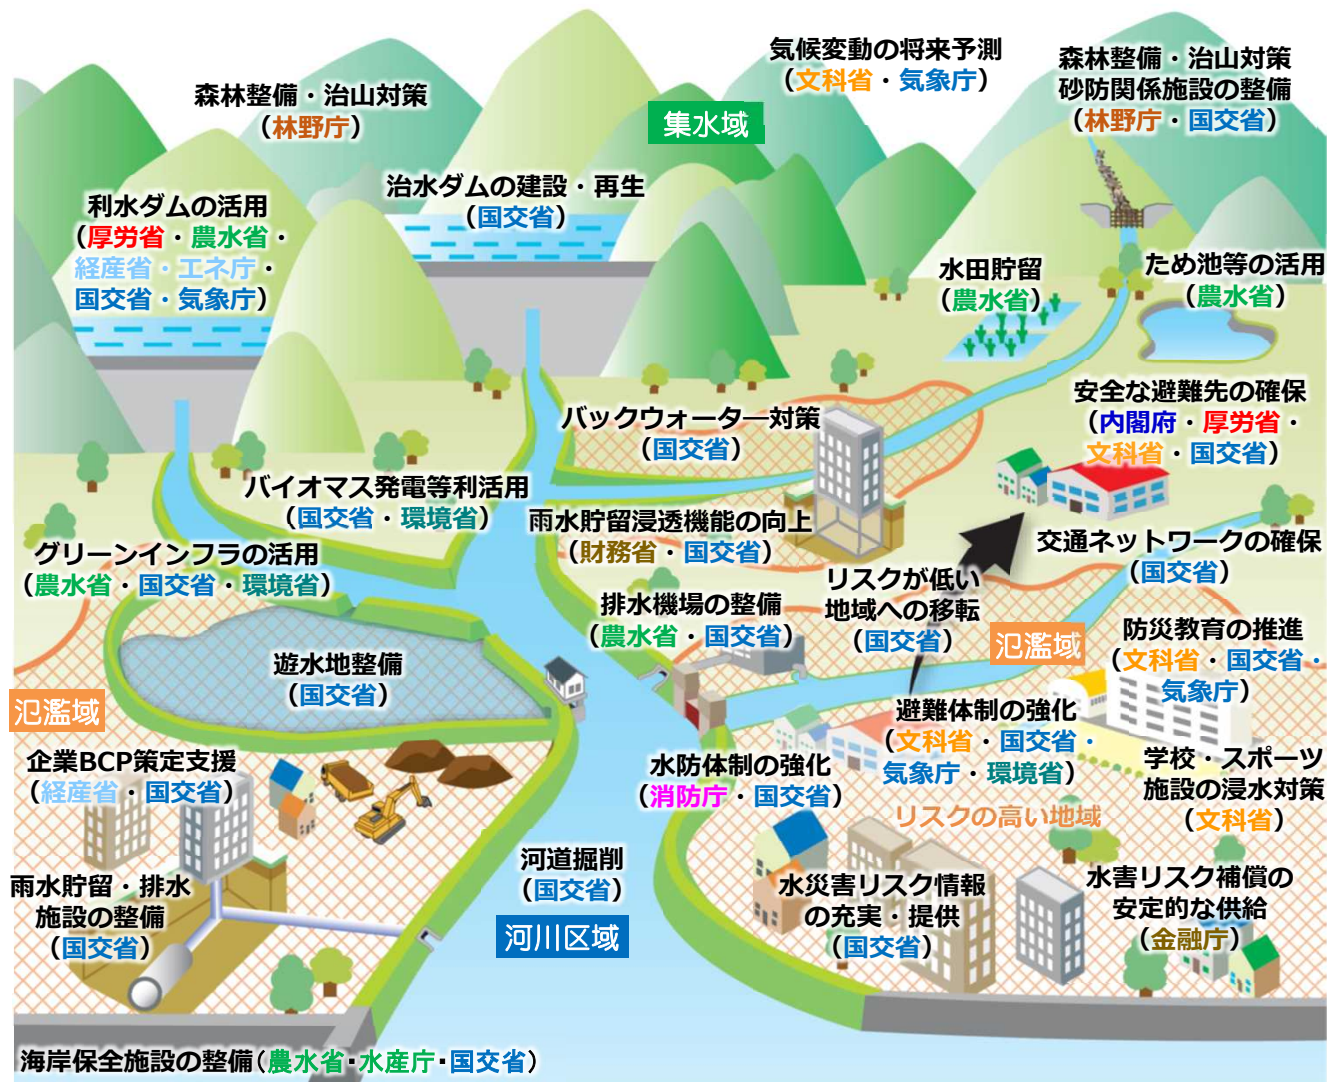 気候変動の将来予測
（文科省・気象庁）
森林整備・治山対策
砂防関係施設の整備
（林野庁・国交省）
森林整備・治山対策
（林野庁）
集水域
治水ダムの建設・再生
（国交省）
利水ダムの活用
（厚労省・農水省・
経産省・エネ庁・
国交省・気象庁）
水田貯留
（農水省）
ため池等の活用
（農水省）
安全な避難先の確保
（内閣府・厚労省・
文科省・国交省）
バックウォーター対策
（国交省）
バイオマス発電等利活用
（国交省・環境省）
雨水貯留浸透機能の向上
（財務省・国交省）
交通ネットワークの確保
（国交省）
グリーンインフラの活用
（農水省・国交省・環境省）
リスクが低い
地域への移転
（国交省）
排水機場の整備
（農水省・国交省）
氾濫域
防災教育の推進
（文科省・国交省・
気象庁）
遊水地整備
（国交省）
氾濫域
避難体制の強化
（文科省・国交省・
気象庁・環境省）
企業BCP策定支援
（経産省・国交省）
水防体制の強化
（消防庁・国交省）
学校・スポーツ
施設の浸水対策
（文科省）
リスクの高い地域
河道掘削
（国交省）
雨水貯留・排水
施設の整備
（国交省）
水災害リスク情報
の充実・提供
（国交省）
水害リスク補償の
安定的な供給
（金融庁）
河川区域
海岸保全施設の整備（農水省・水産庁・国交省）